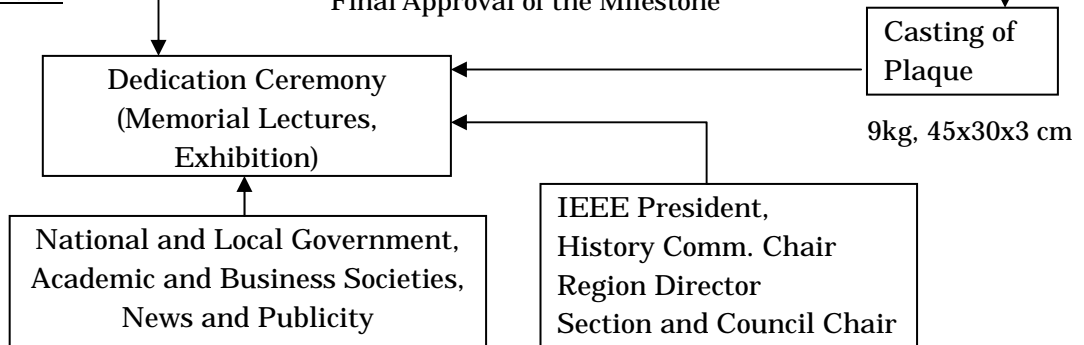 Final Approval of the Milestone
Casting of
Plaque
Dedication Ceremony
(Memorial Lectures,
Exhibition)
9kg, 45x30x3 cm
IEEE President,
History Comm. Chair
Region Director
Section and Council Chair
National and Local Government,
Academic and Business Societies,
News and Publicity